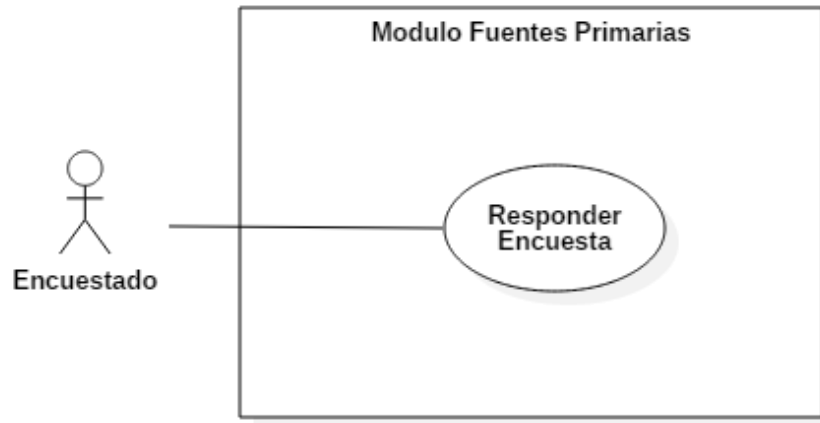 Modulo Fuentes Primarias
Responder
Encuesta
Encuestado